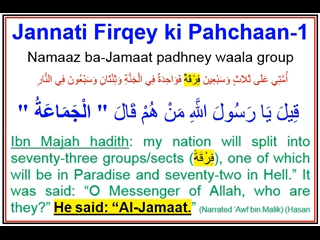 Jannati Firqey ki Pahchaan-1
Namaaz ba-Jamaat padhney waala group
أُمَّتِي عَلَى ثَلَاثٍ وَسَبْعِينَ فِرْقَةً فَوَاحِدَةٌ فِي الْجَنَّةِ وَثِنْتَانِ وَسَبْعُونَ فِي النَّارِ
قِيلَ يَا رَسُولَ اللَّهِ مَنْ هُمْ قَالَ " الْجَمَاعَةُ "
Ibn Majah hadith: my nation will split into
seventy-three groups/sects (فِرْقَةً), one of which
will be in Paradise and seventy-two in Hell.” It
was said: “O Messenger of Allah, who are
they?” He said: “Al-Jamaat.” (Narrated ‘Awf bin Malik) (Hasan